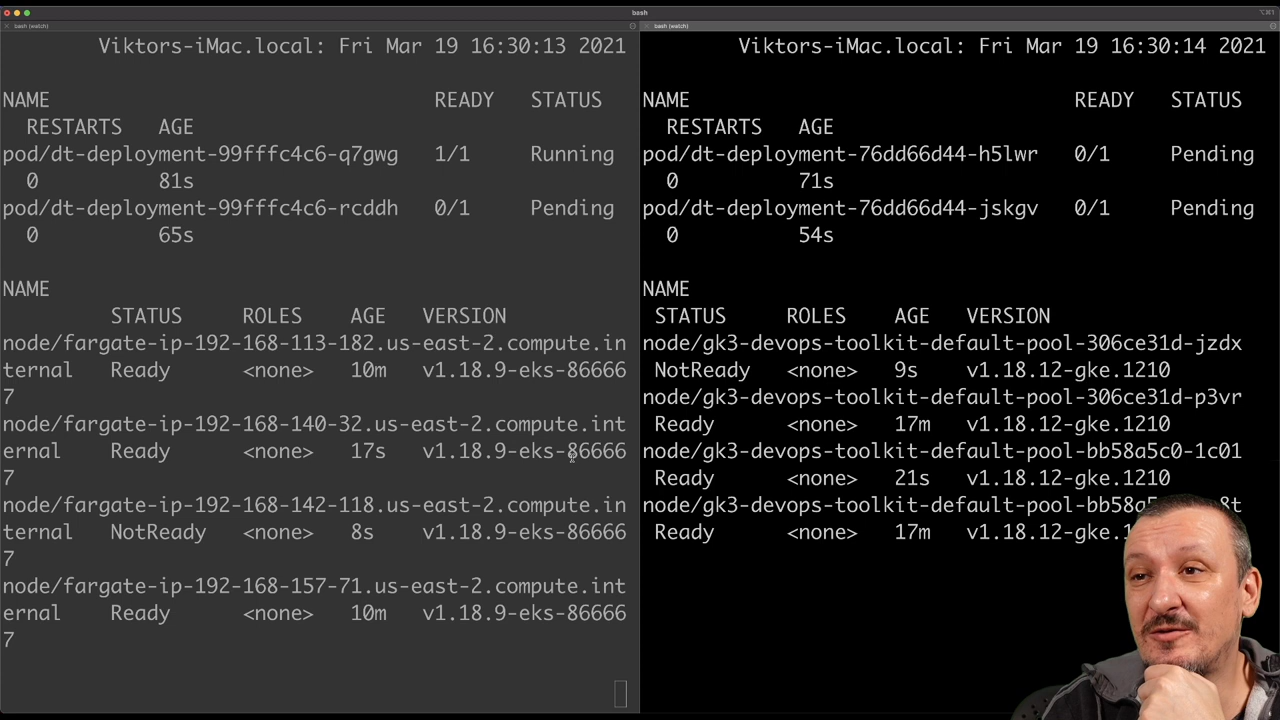 bash
⌥⌘1
bash (watch)
bash (watch)
Viktors-iMac.local: Fri Mar 19 16:30:13 2021
NAME READY STATUS
RESTARTS AGE
pod/dt-deployment-99fffc4c6-q7gwg 1/1 Running
0 81s
pod/dt-deployment-99fffc4c6-rcddh 0/1 Pending
0 65s
NAME
STATUS ROLES AGE VERSION
node/fargate-ip-192-168-113-182.us-east-2.compute.in
ternal Ready <none> 10m v1.18.9-eks-86666
7
node/fargate-ip-192-168-140-32.us-east-2.compute.int
ernal Ready <none> 17s v1.18.9-eks-86666
7
node/fargate-ip-192-168-142-118.us-east-2.compute.in
ternal NotReady <none> 8s v1.18.9-eks-86666
7
node/fargate-ip-192-168-157-71.us-east-2.compute.int
ernal Ready <none> 10m v1.18.9-eks-86666
7
Viktors-iMac.local: Fri Mar 19 16:30:14 2021
NAME READY STATUS
RESTARTS AGE
pod/dt-deployment-76dd66d44-h5lwr 0/1 Pending
0 71s
pod/dt-deployment-76dd66d44-jskgv 0/1 Pending
0 54s
NAME
STATUS ROLES AGE VERSION
node/gk3-devops-toolkit-default-pool-306ce31d-jzdx
NotReady <none> 9s v1.18.12-gke.1210
node/gk3-devops-toolkit-default-pool-306ce31d-p3vr
Ready <none> 17m v1.18.12-gke.1210
node/gk3-devops-toolkit-default-pool-bb58a5c0-1c01
Ready <none> 21s v1.18.12-gke.1210
Ready <none> 17m